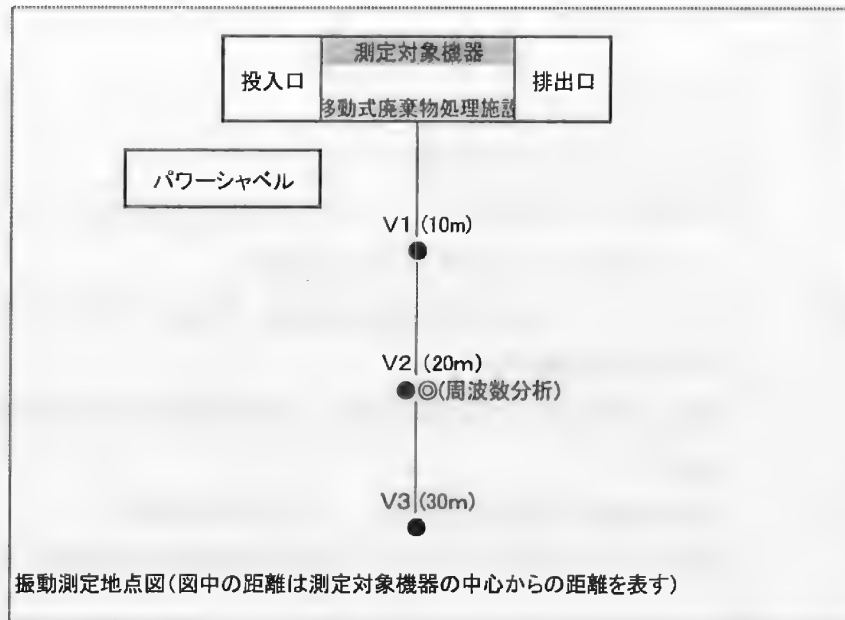 測定対象機器
投入口
排出口
移動式廃棄物処理施設
パワーシャベル
V1(10m)
V2(20m)
●◎(周波数分析)
V3(30m)
振動測定地点図(図中の距離は測定対象機器の中心からの距離を表す)